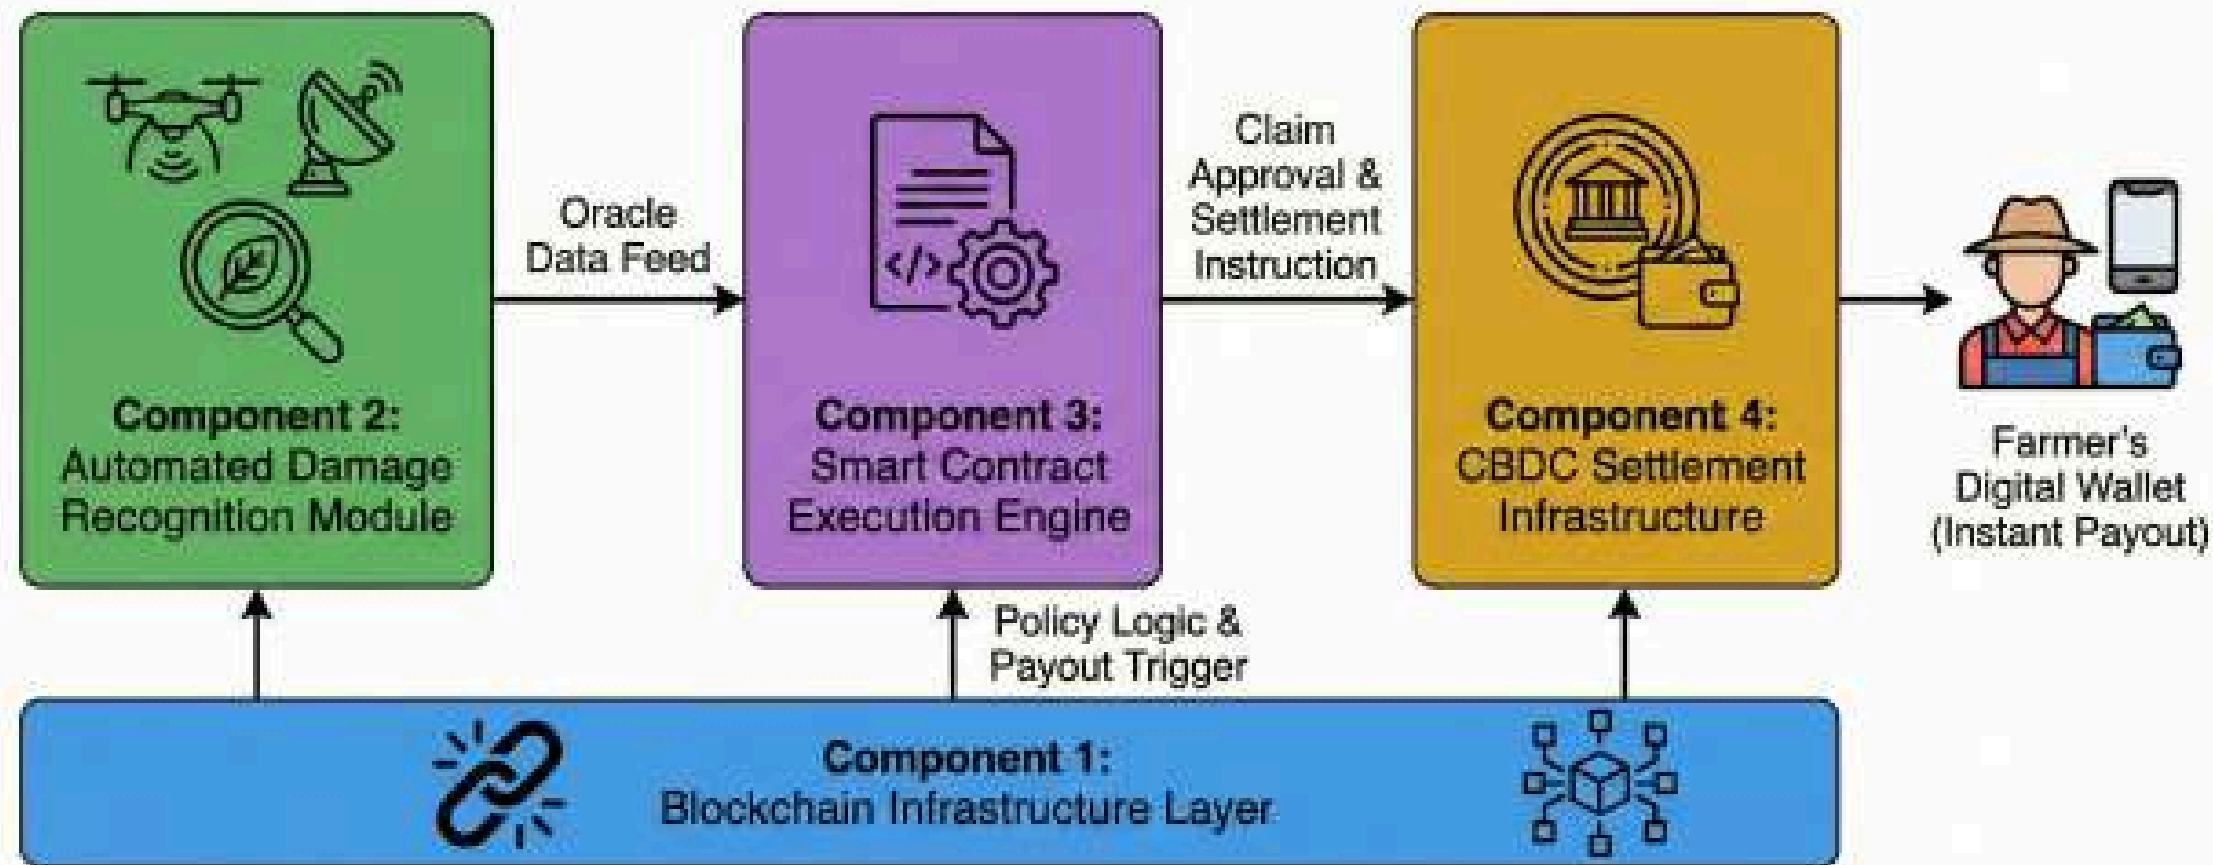 Component 2:
Automated Damage
Recognition Module
Oracle
Data Feed
</>
Component 3:
Smart Contract
Execution Engine
Claim
Approval &
Settlement
Instruction
Component 4:
CBDC Settlement
Infrastructure
Farmer's
Digital Wallet
(Instant Payout)
Policy Logic &
Payout Trigger
Component 1:
Blockchain Infrastructure Layer